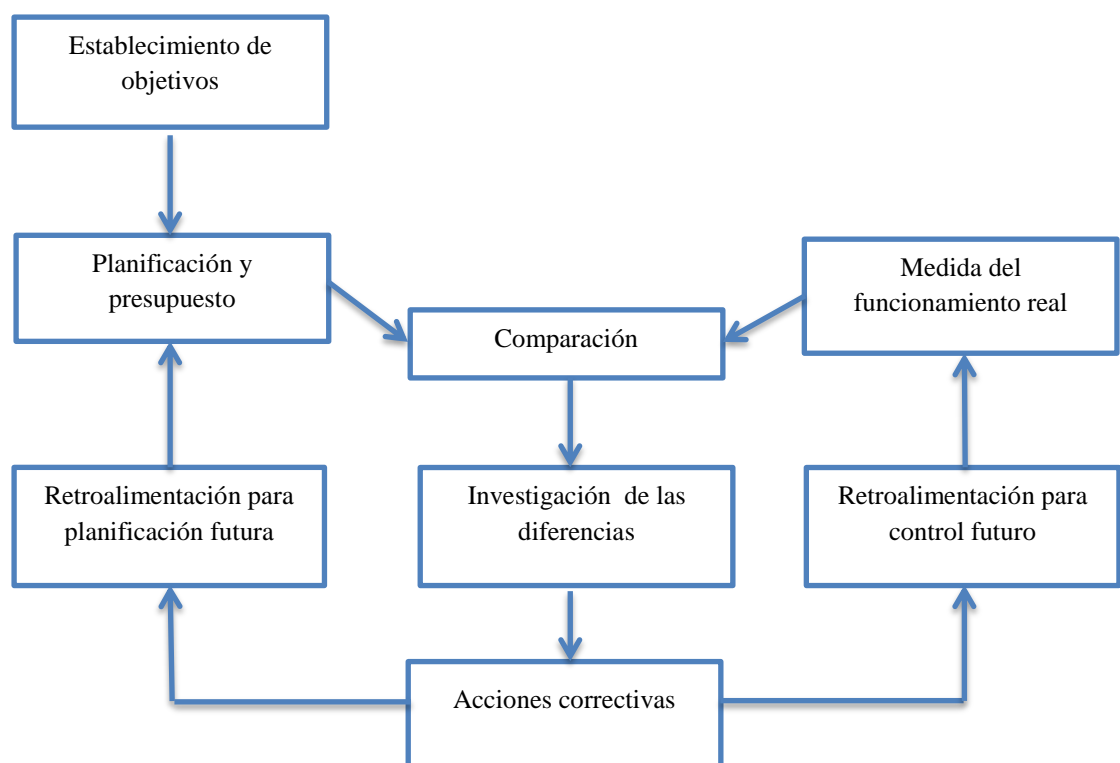 Establecimiento de
objetivos
Planificación y
presupuesto
Medida del
funcionamiento real
Comparación
Retroalimentación para
planificación futura
Investigación  de las
diferencias
Retroalimentación para
control futuro
Acciones correctivas